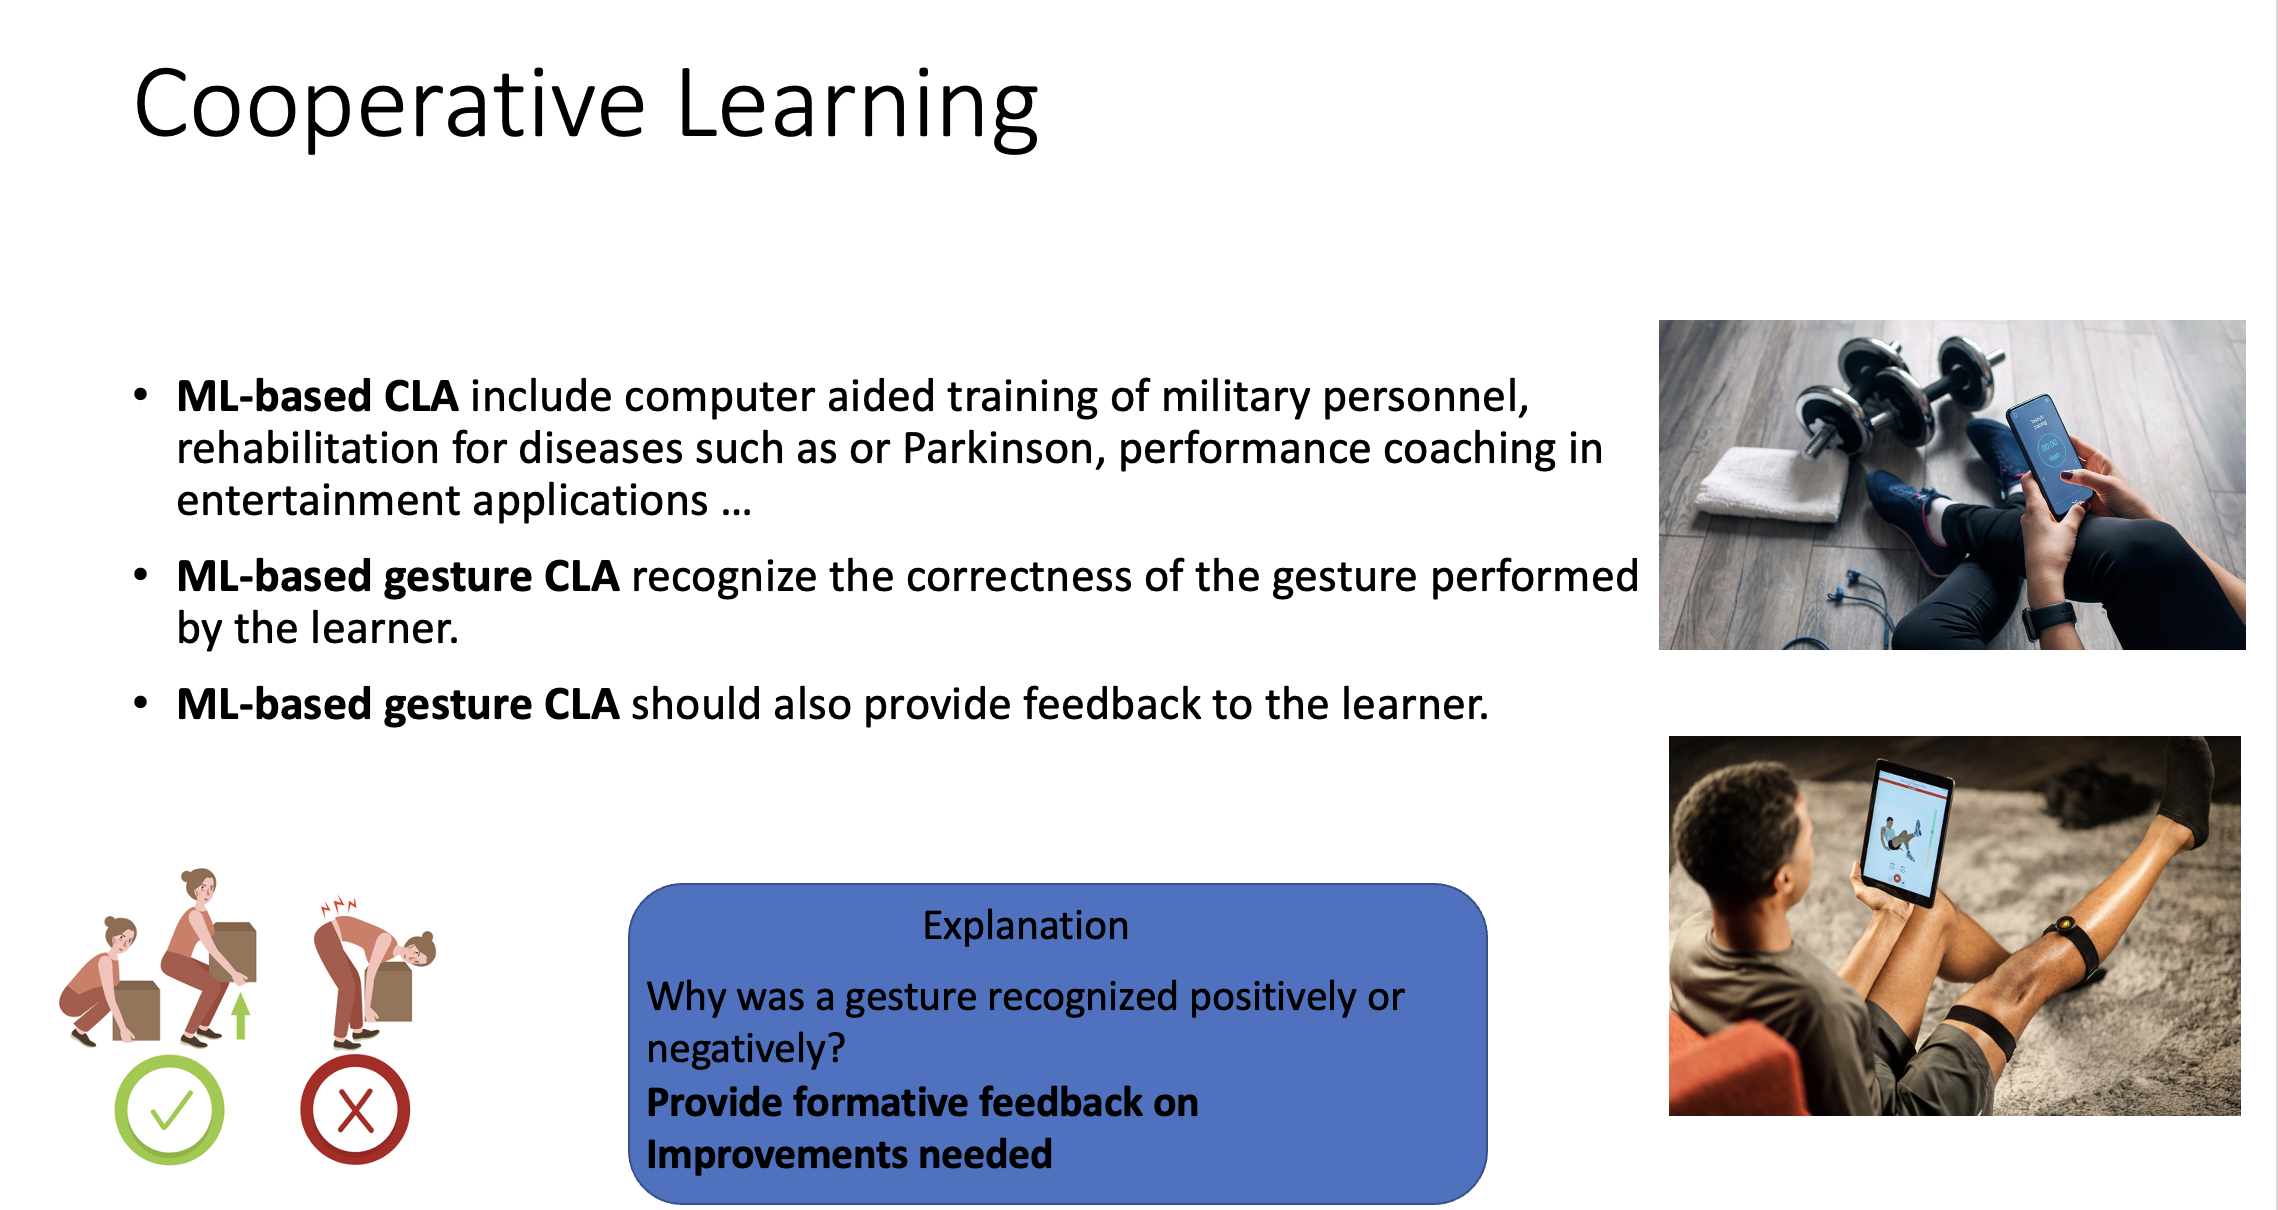 Cooperative Learning
• ML-based CLA include computer aided training of military personnel,
rehabilitation for diseases such as or Parkinson, performance coaching in
entertainment applications ...
• ML-based gesture CLA recognize the correctness of the gesture performed
by the learner.
• ML-based gesture CLA should also provide feedback to the learner.
Explanation
Why was a gesture recognized positively or
negatively?
Provide formative feedback on
Improvements needed
00:00
start